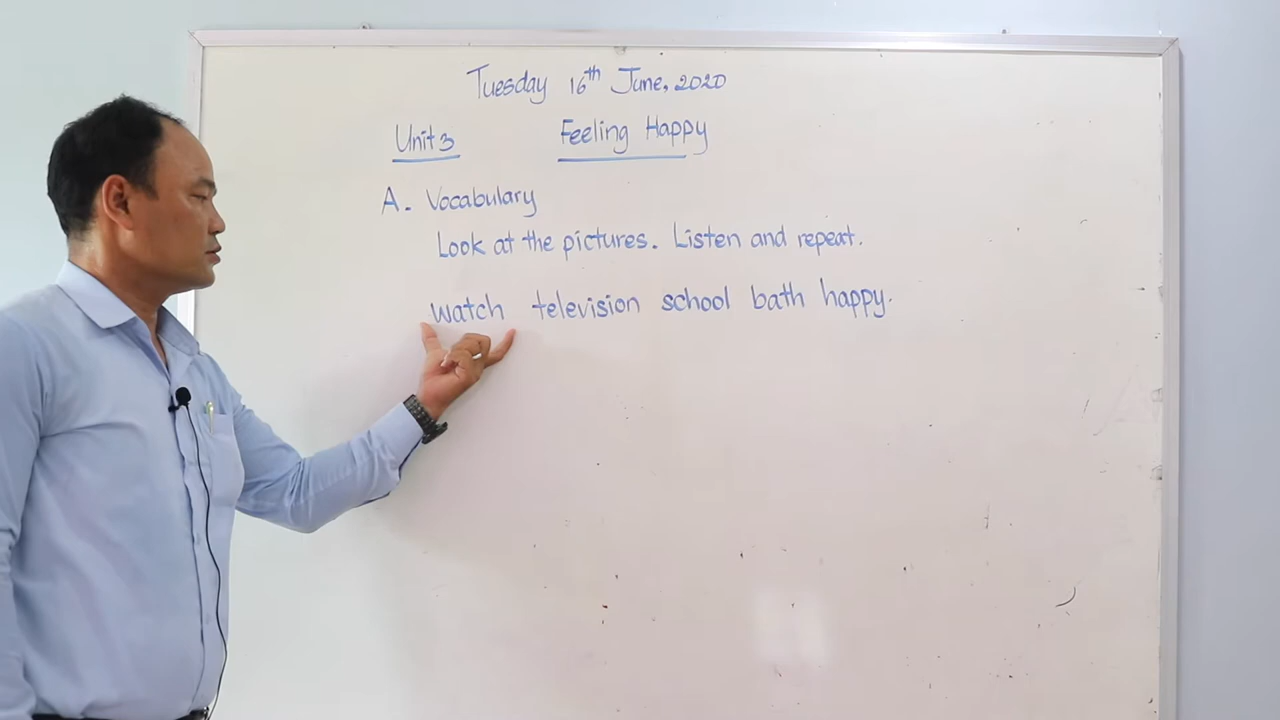 Tuesday 16th June, 2020
Unit 3 Feeling Happy
A. Vocabulary
Look at the pictures. Listen and repeat.
watch television school bath happy.